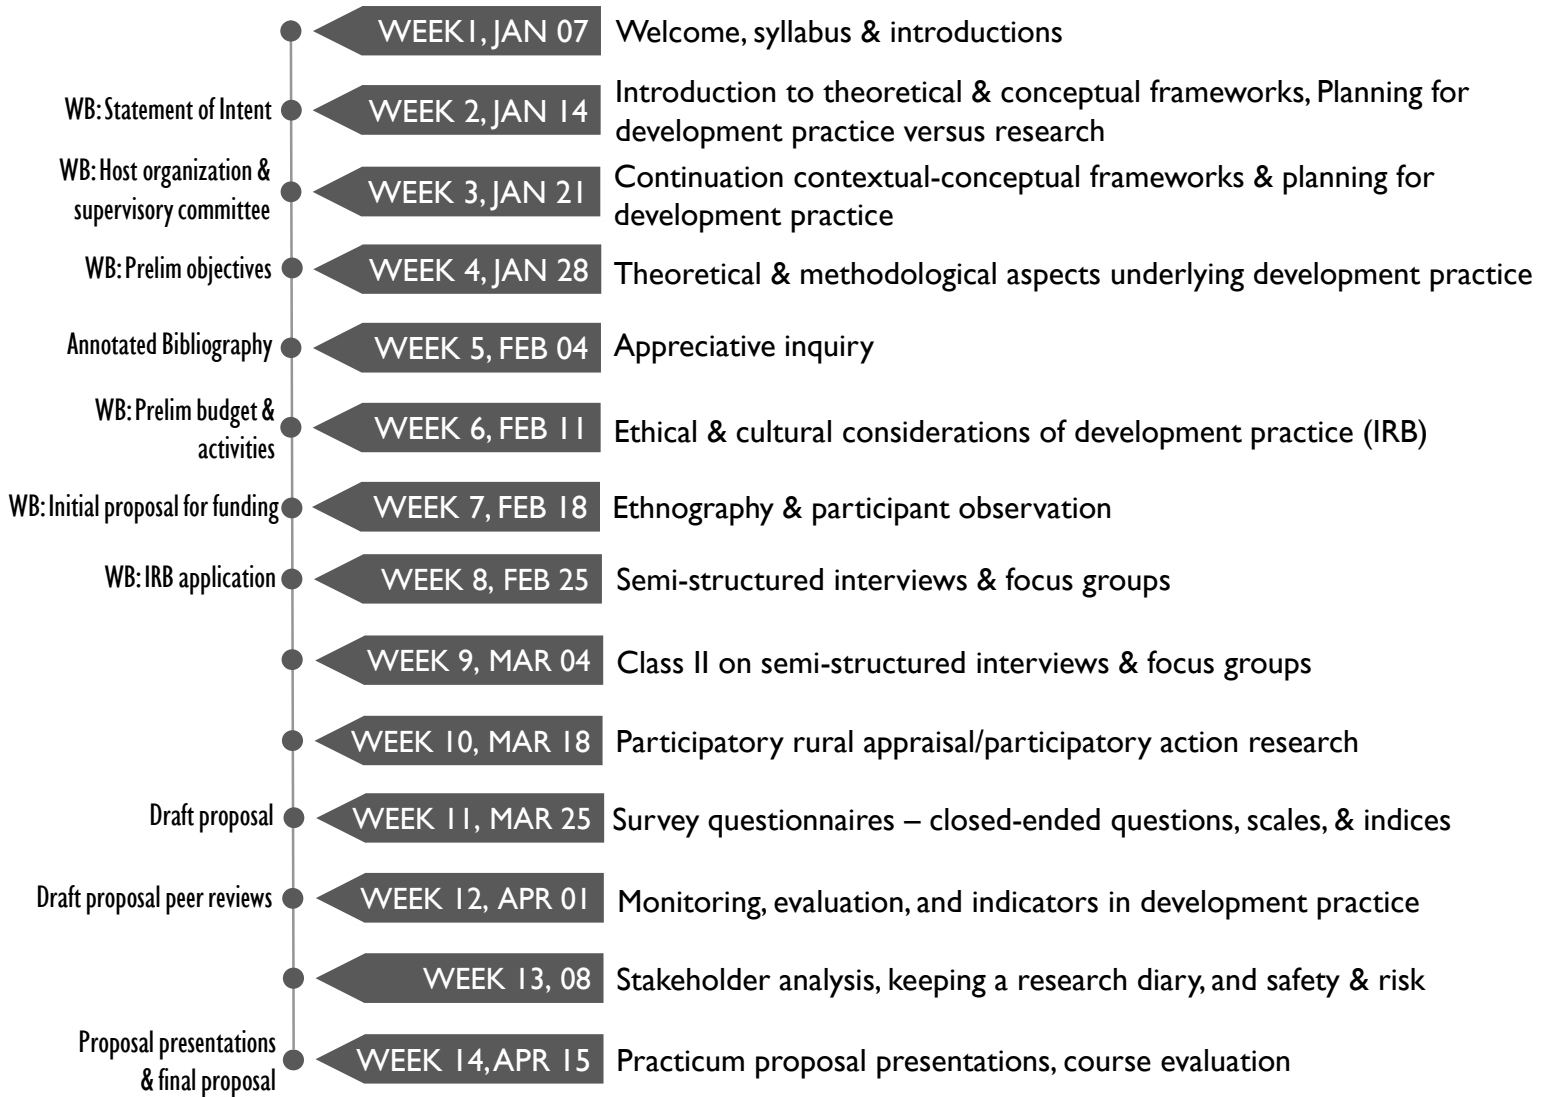 WEEK1, JAN 07
Welcome, syllabus & introductions
WB: Statement of Intent
WEEK 2, JAN 14
Introduction to theoretical & conceptual frameworks, Planning for
development practice versus research
WB: Host organization &
supervisory committee
WEEK 3, JAN 21
Continuation contextual-conceptual frameworks & planning for
development practice
WB: Prelim objectives
WEEK 4, JAN 28
Theoretical & methodological aspects underlying development practice
Annotated Bibliography
WEEK 5, FEB 04
Appreciative inquiry
WB: Prelim budget &
activities
WEEK 6, FEB 11
Ethical & cultural considerations of development practice (IRB)
WB: Initial proposal for funding
WEEK 7, FEB 18
Ethnography & participant observation
WB: IRB application
WEEK 8, FEB 25
Semi-structured interviews & focus groups
WEEK 9, MAR 04
Class II on semi-structured interviews & focus groups
WEEK 10, MAR 18
Participatory rural appraisal/participatory action research
Draft proposal
WEEK 11, MAR 25
Survey questionnaires – closed-ended questions, scales, & indices
Draft proposal peer reviews
WEEK 12, APR 01
Monitoring, evaluation, and indicators in development practice
WEEK 13, 08
Stakeholder analysis, keeping a research diary, and safety & risk
Proposal presentations
& final proposal
WEEK 14, APR 15
Practicum proposal presentations, course evaluation